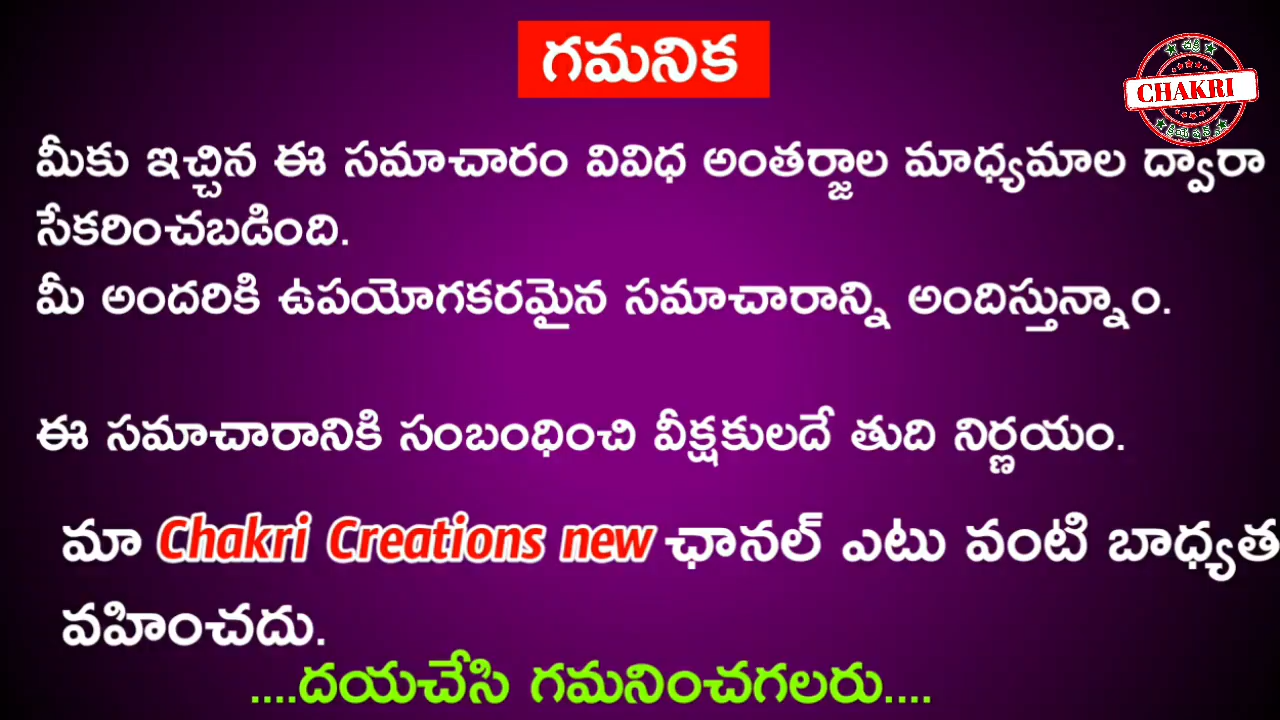 గమనిక
చక్రి
CHAKRI
మీకు ఇచ్చిన ఈ సమాచారం వివిధ అంతర్జాల మాధ్యమాల ద్వారా
సేకరించబడింది.
మీ అందరికి ఉపయోగకరమైన సమాచారాన్ని అందిస్తున్నాం.
ఈ సమాచారానికి సంబంధించి వీక్షకులదే తుది నిర్ణయం.
మా Chakri Creations new ఛానల్ ఎటు వంటి బాధ్యత
వహించదు.
....దయచేసి గమనించగలరు....